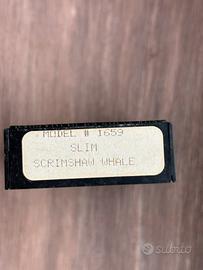 MODEL # 1659
SLIM
SCRIMSHAW WHALE
subito